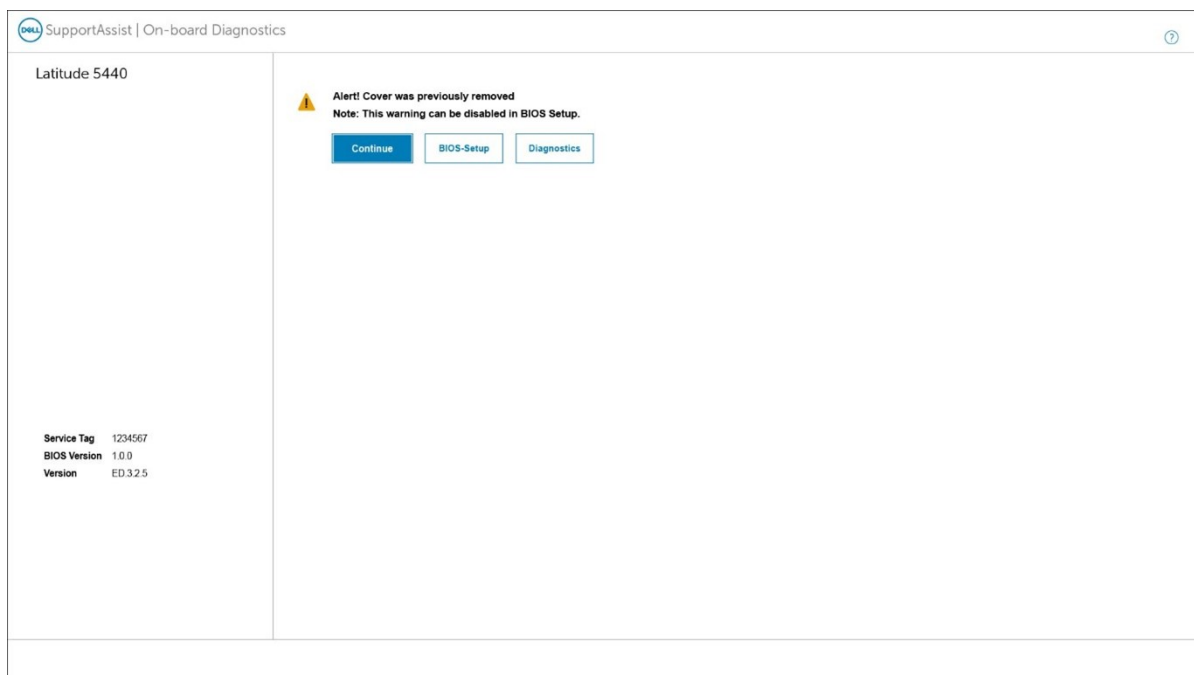 DELL SupportAssist | On-board Diagnostics
?
Latitude 5440
Alert! Cover was previously removed
Note: This warning can be disabled in BIOS Setup.
Continue BIOS-Setup Diagnostics
Service Tag 1234567
BIOS Version 1.0.0
Version ED.3.2.5